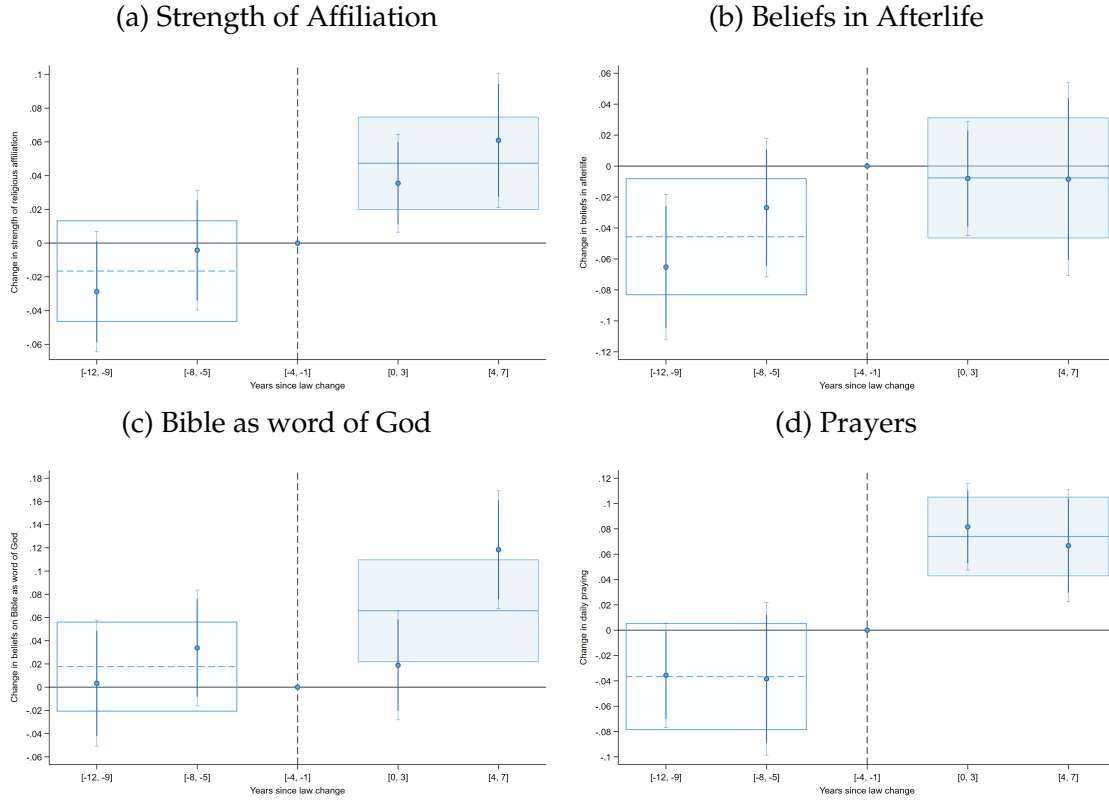 (a) Strength of Affiliation
Change in strength of religious affiliation
.1
.08
.06
.04
.02
0
-.02
-.04
-.06
[-12, -9] [-8, -5] [-4, -1] [0, 3] [4, 7]
Years since law change
(b) Beliefs in Afterlife
Change in beliefs in afterlife
.06
.04
.02
0
-.02
-.04
-.06
-.08
-.1
-.12
[-12, -9] [-8, -5] [-4, -1] [0, 3] [4, 7]
Years since law change
(c) Bible as word of God
Change in beliefs on Bible as word of God
.18
.16
.14
.12
.1
.08
.06
.04
.02
0
-.02
-.04
-.06
[-12, -9] [-8, -5] [-4, -1] [0, 3] [4, 7]
Years since law change
(d) Prayers
Change in daily praying
.12
.1
.08
.06
.04
.02
0
-.02
-.04
-.06
-.08
-.1
[-12, -9] [-8, -5] [-4, -1] [0, 3] [4, 7]
Years since law change